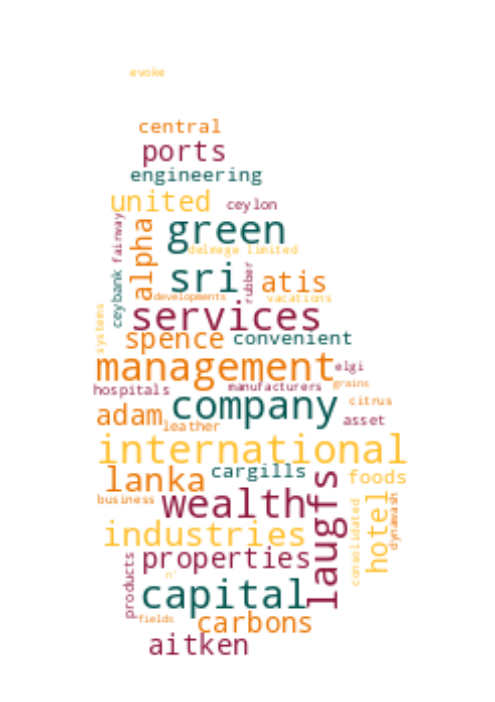 evoke
central
ports
engineering
united
ceylon
fairway
alpha
green
delmege limited
sri
ceybank
rubber
atis
developments
vacations
systems
services
spence
convenient
management
elgi
hospitals
manufacturers
grains
company
citrus
adam
leather
asset
international
lanka
cargills
foods
laugfs
business
wealth
hotel
dynawash
consolidated
industries
properties
products
n'
capital
fields
carbons
aitken